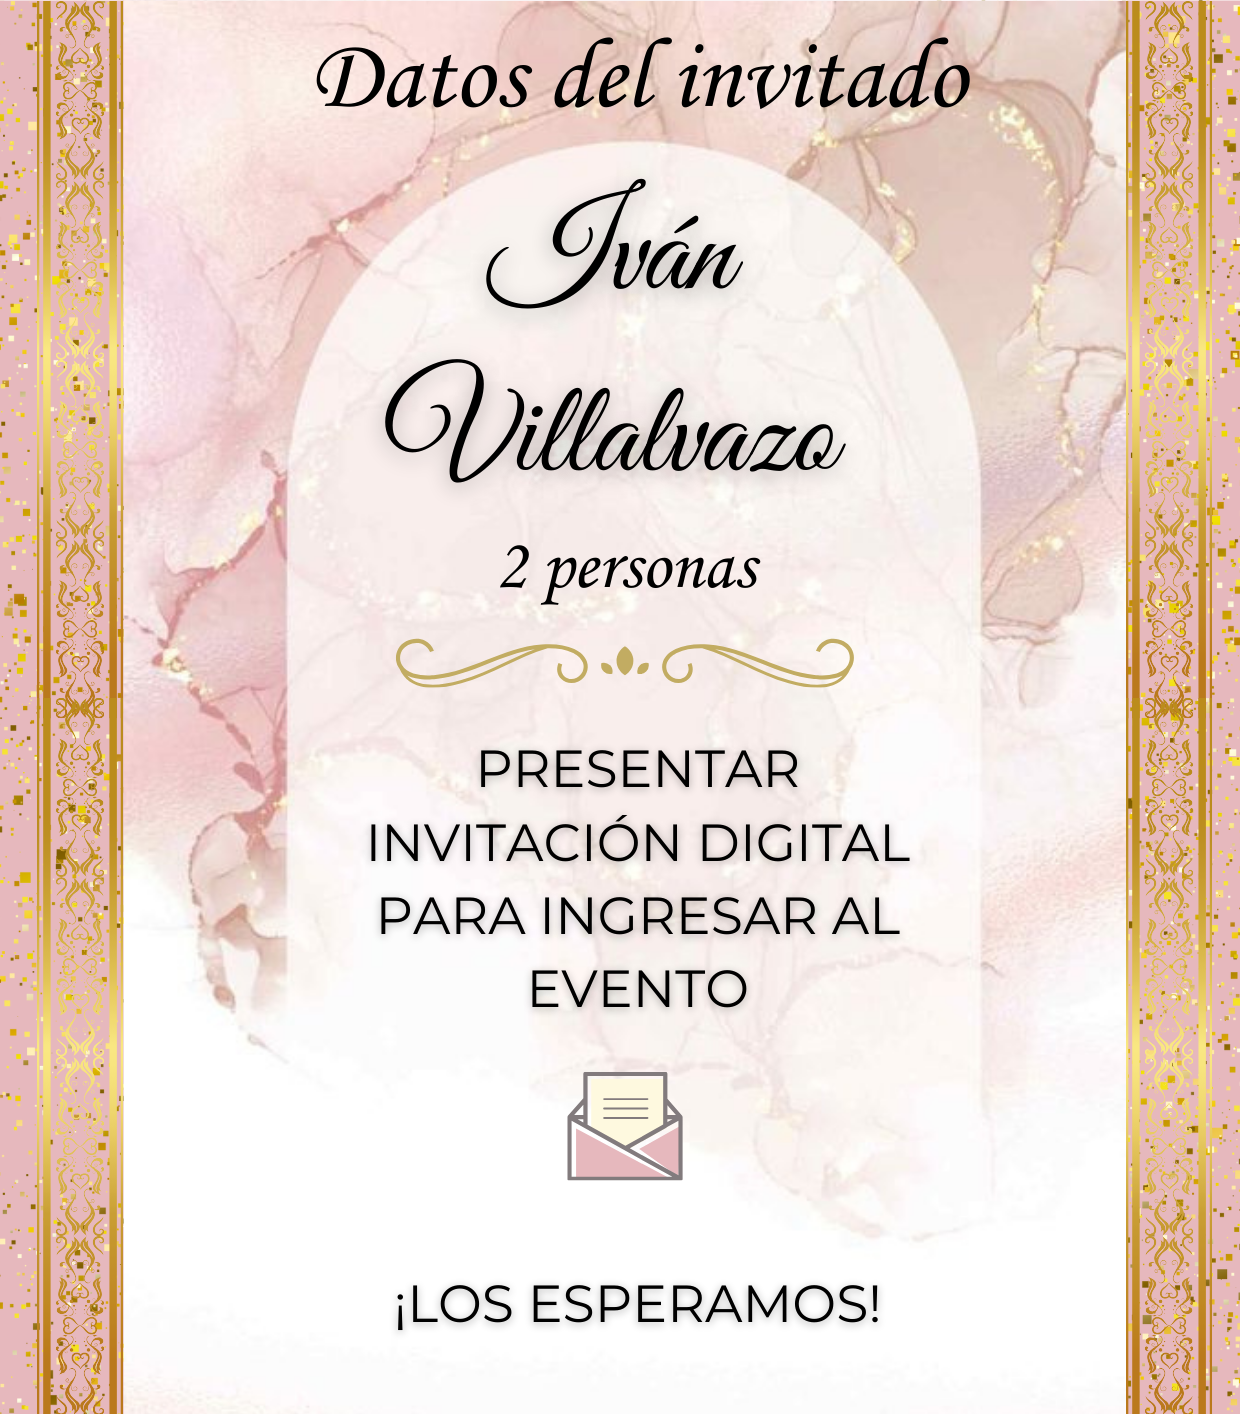 Datos del invitado
Iván
Villalvazo
2 personas
PRESENTAR
INVITACIÓN DIGITAL
PARA INGRESAR AL
EVENTO
¡LOS ESPERAMOS!